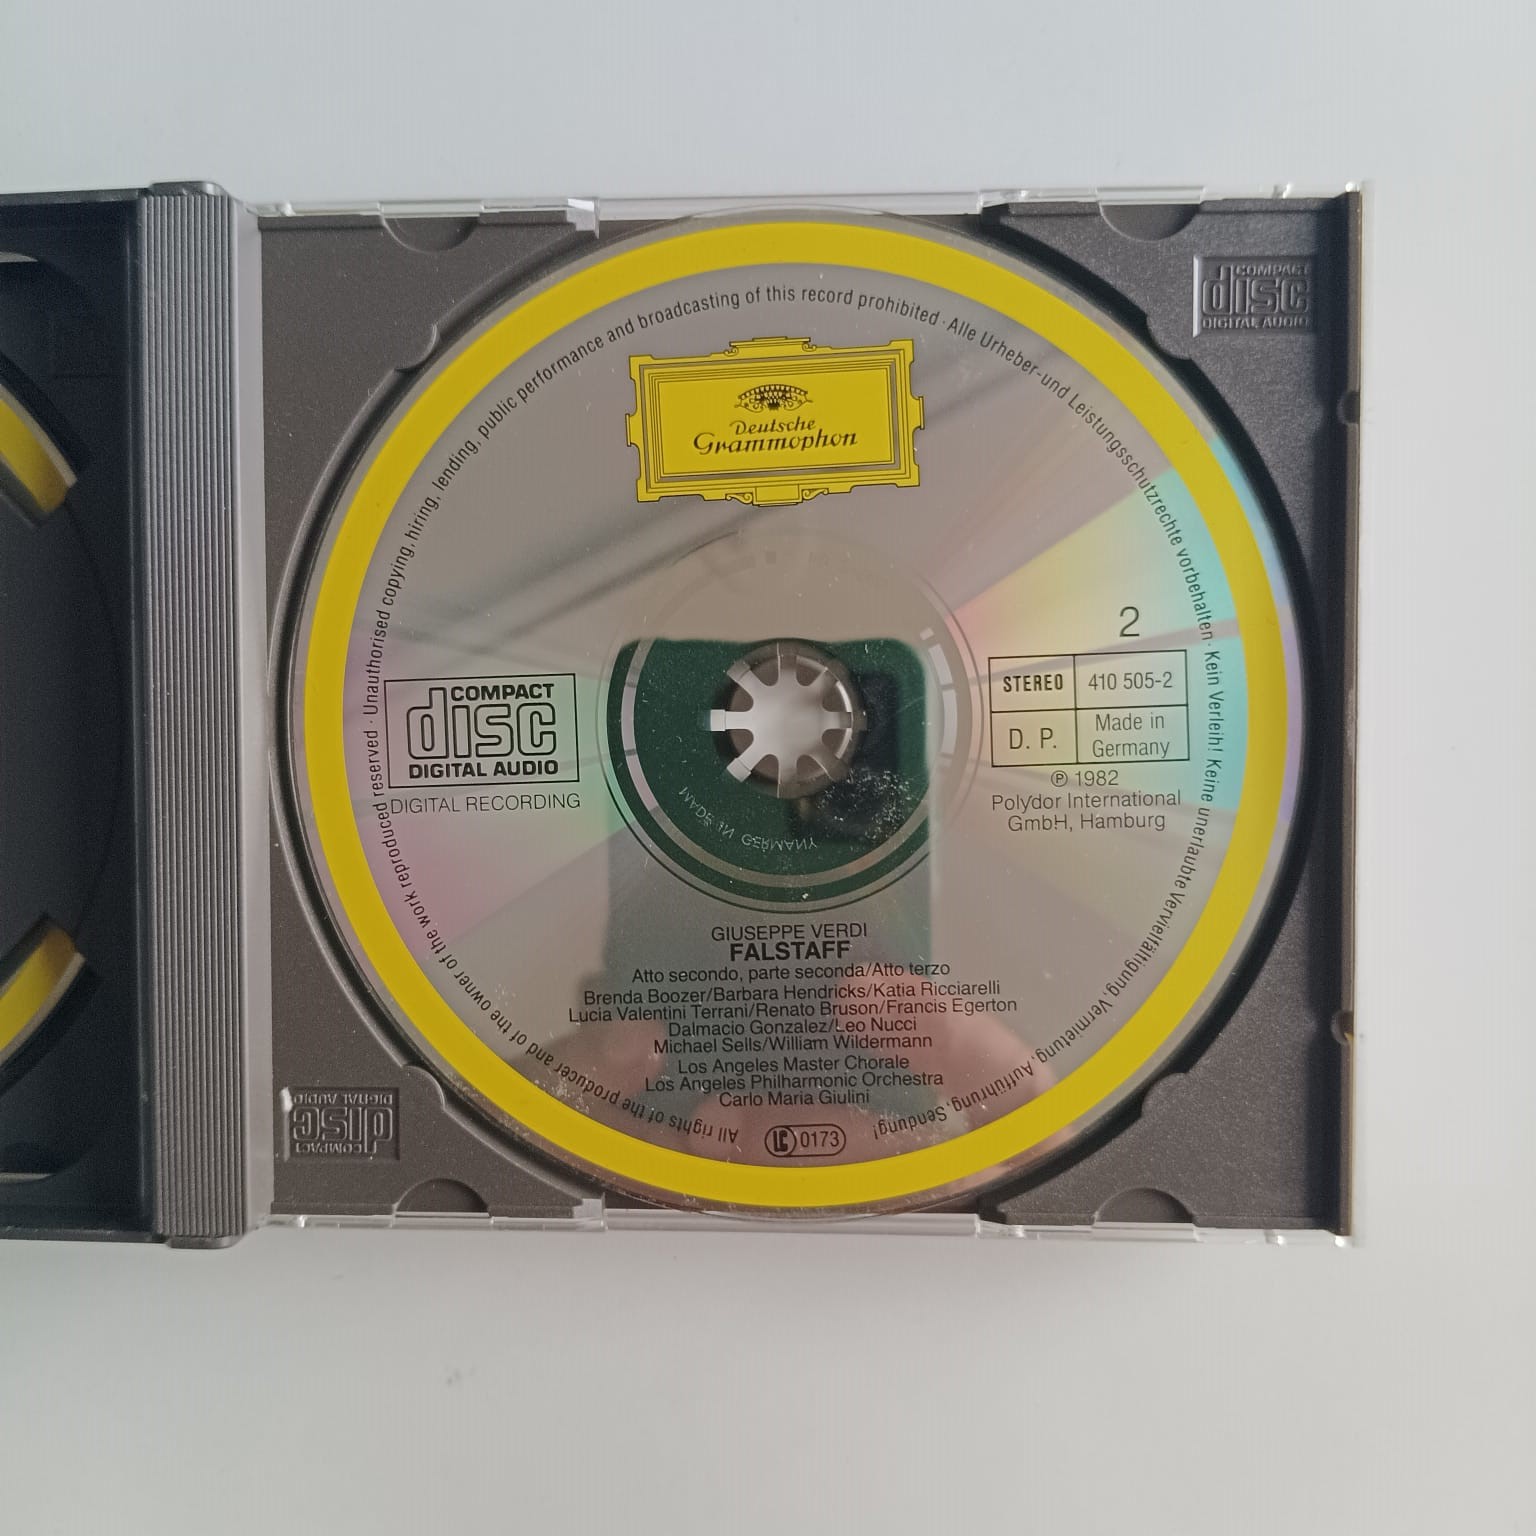 COMPACT
disc
DIGITAL AUDIO
All rights of the producer and of the owner of the work reproduced reserved · Unauthorised copying, hiring, lending, public performance and broadcasting of this record prohibited · Alle Urheber-und Leistungsschutzrechte vorbehalten · Kein Verleih! Keine unerlaubte Vervielfältigung, Vermietung, Aufführung, Sendung!
Deutsche
Grammophon
2
STEREO 410 505-2
D. P. Made in
Germany
℗ 1982
Polydor International
GmbH, Hamburg
COMPACT
disc
DIGITAL AUDIO
DIGITAL RECORDING
MADE IN GERMANY
GIUSEPPE VERDI
FALSTAFF
Atto secondo, parte seconda/Atto terzo
Brenda Boozer/Barbara Hendricks/Katia Ricciarelli
Lucia Valentini Terrani/Renato Bruson/Francis Egerton
Dalmacio Gonzalez/Leo Nucci
Michael Sells/William Wildermann
Los Angeles Master Chorale
Los Angeles Philharmonic Orchestra
Carlo Maria Giulini
LC 0173
COMPACT
disc
DIGITAL AUDIO